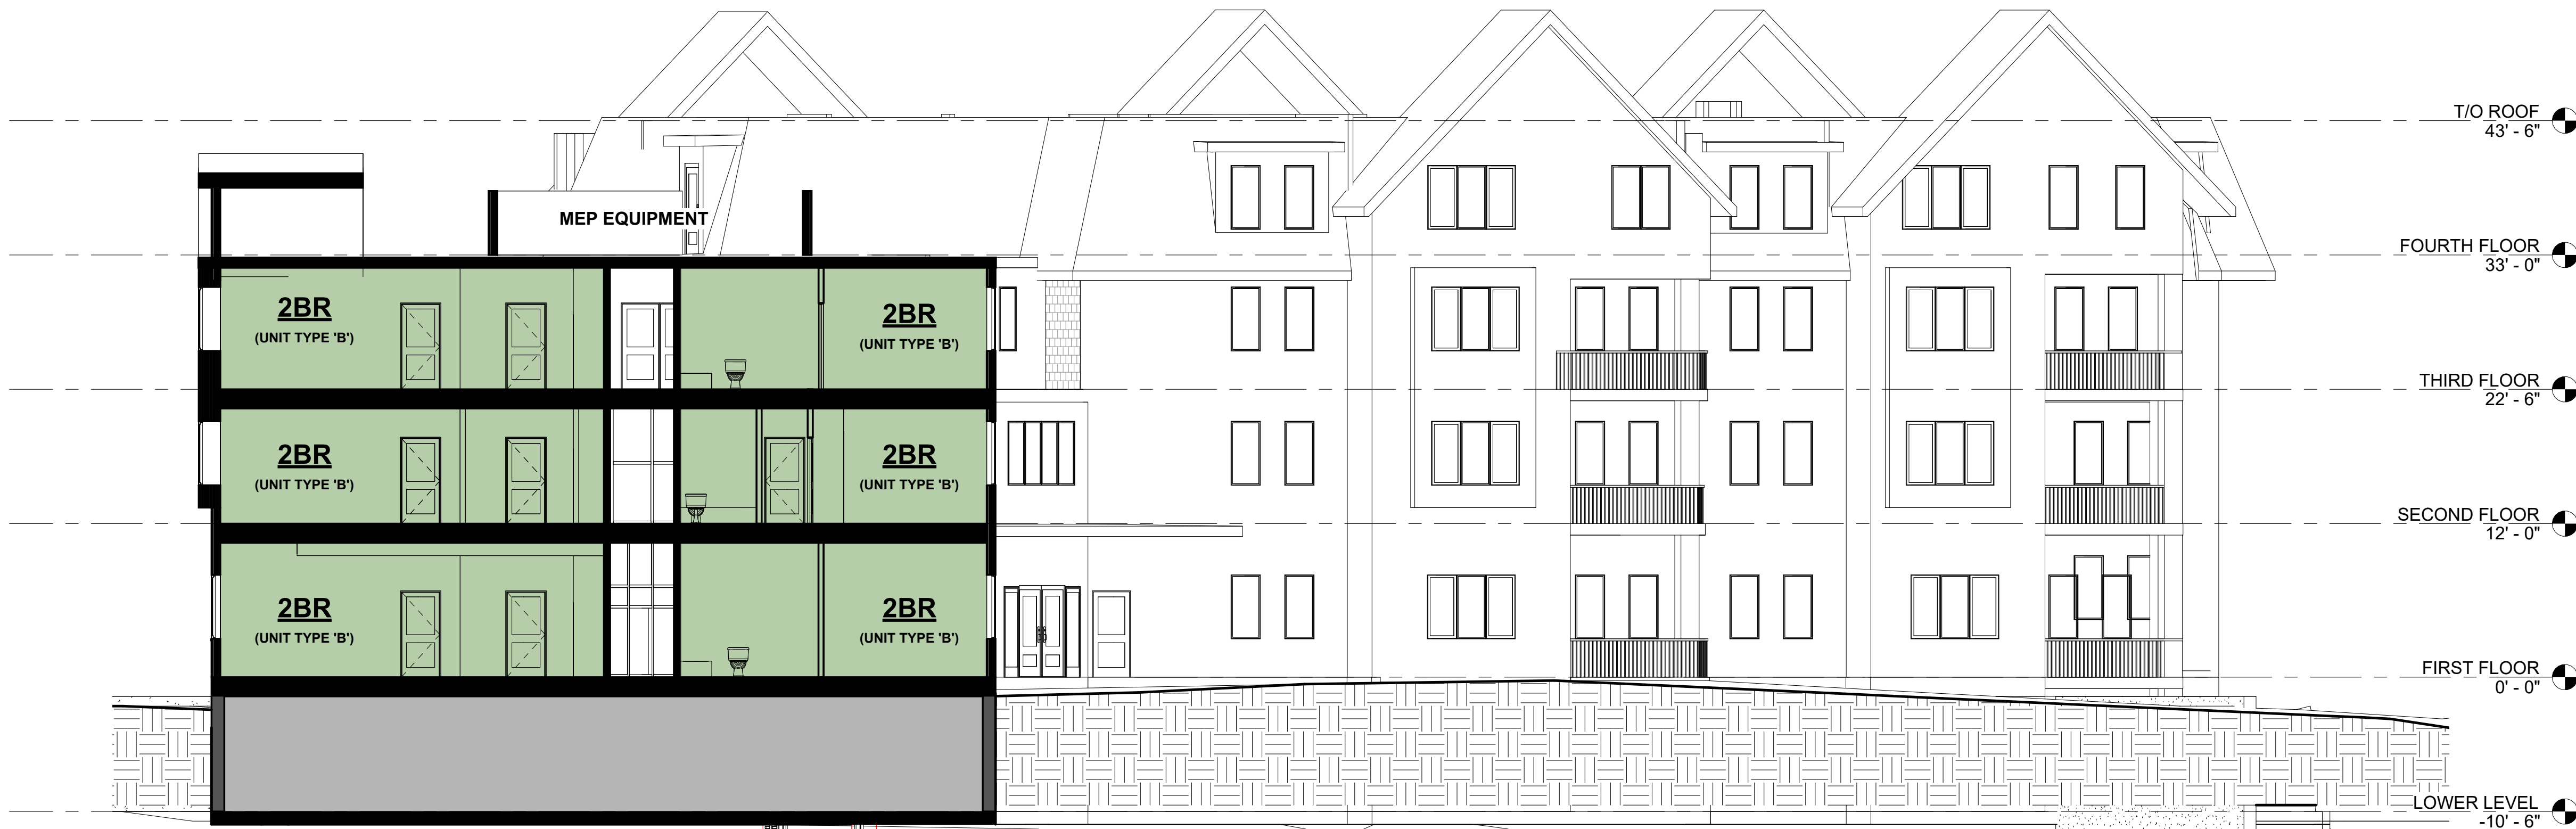 T/O ROOF
43' - 6"
MEP EQUIPMENT
FOURTH FLOOR
33' - 0"
2BR
(UNIT TYPE 'B')
2BR
(UNIT TYPE 'B')
THIRD FLOOR
22' - 6"
2BR
(UNIT TYPE 'B')
2BR
(UNIT TYPE 'B')
SECOND FLOOR
12' - 0"
2BR
(UNIT TYPE 'B')
2BR
(UNIT TYPE 'B')
FIRST FLOOR
0' - 0"
LOWER LEVEL
-10' - 6"